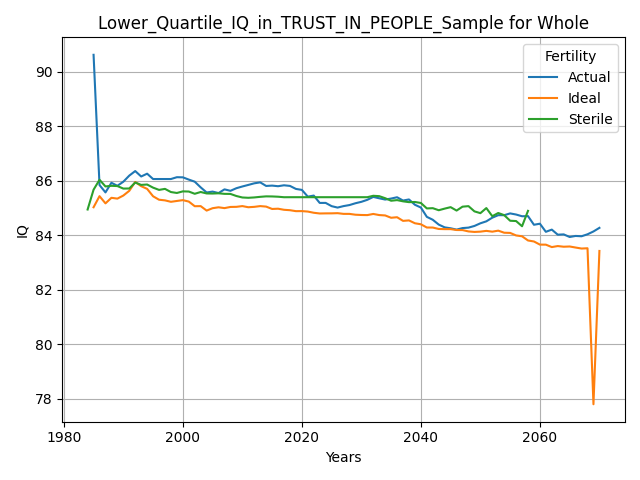 Lower_Quartile_IQ_in_TRUST_IN_PEOPLE_Sample for Whole
Fertility
Actual
Ideal
Sterile
IQ
90
88
86
84
82
80
78
1980
2000
2020
2040
2060
Years